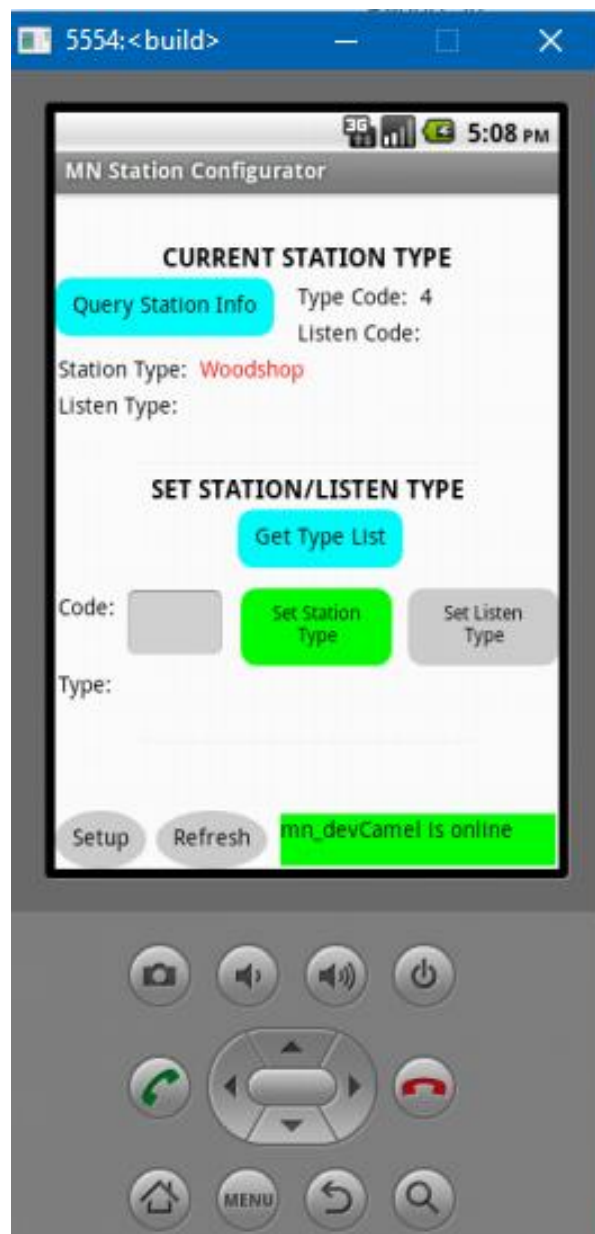 5554:<build>
3G 5:08 PM
MN Station Configurator
CURRENT STATION TYPE
Query Station Info
Type Code: 4
Listen Code:
Station Type: Woodshop
Listen Type:
SET STATION/LISTEN TYPE
Get Type List
Code:
Set Station
Type
Set Listen
Type
Type:
Setup
Refresh
mn_devCamel is online
MENU